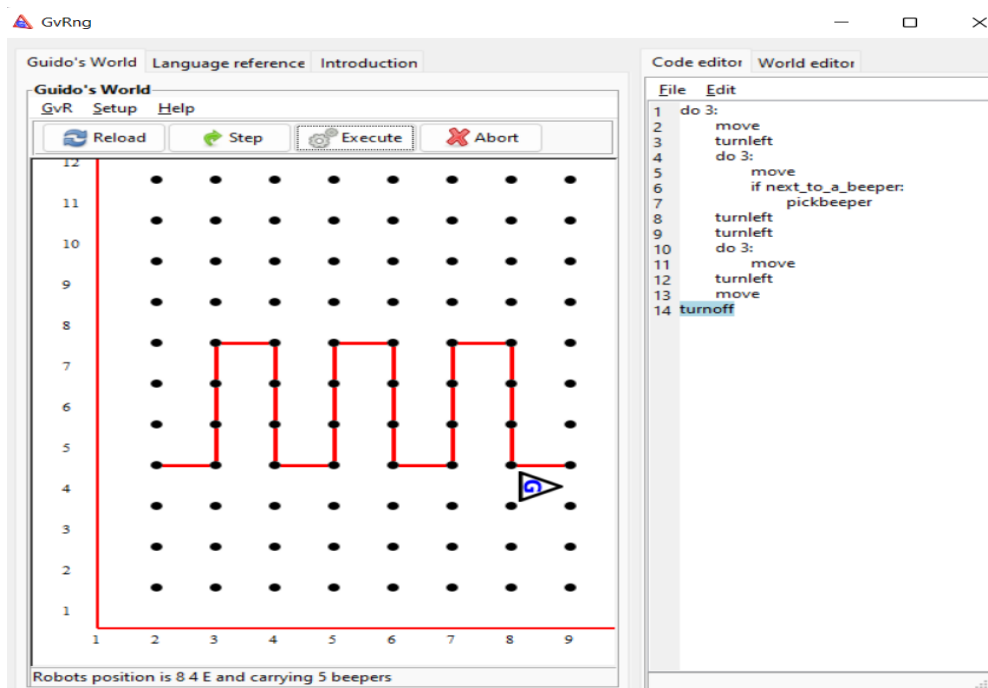 GvRng
Guido's World Language reference Introduction
Guido's World
GvR Setup Help
Reload Step Execute Abort
12
11
10
9
8
7
6
5
4
3
2
1
1 2 3 4 5 6 7 8 9
G
Robots position is 8 4 E and carrying 5 beepers
Code editor World editor
File Edit
1 do 3:
2 move
3 turnleft
4 do 3:
5 move
6 if next_to_a_beeper:
7 pickbeeper
8 turnleft
9 turnleft
10 do 3:
11 move
12 turnleft
13 move
14 turnoff